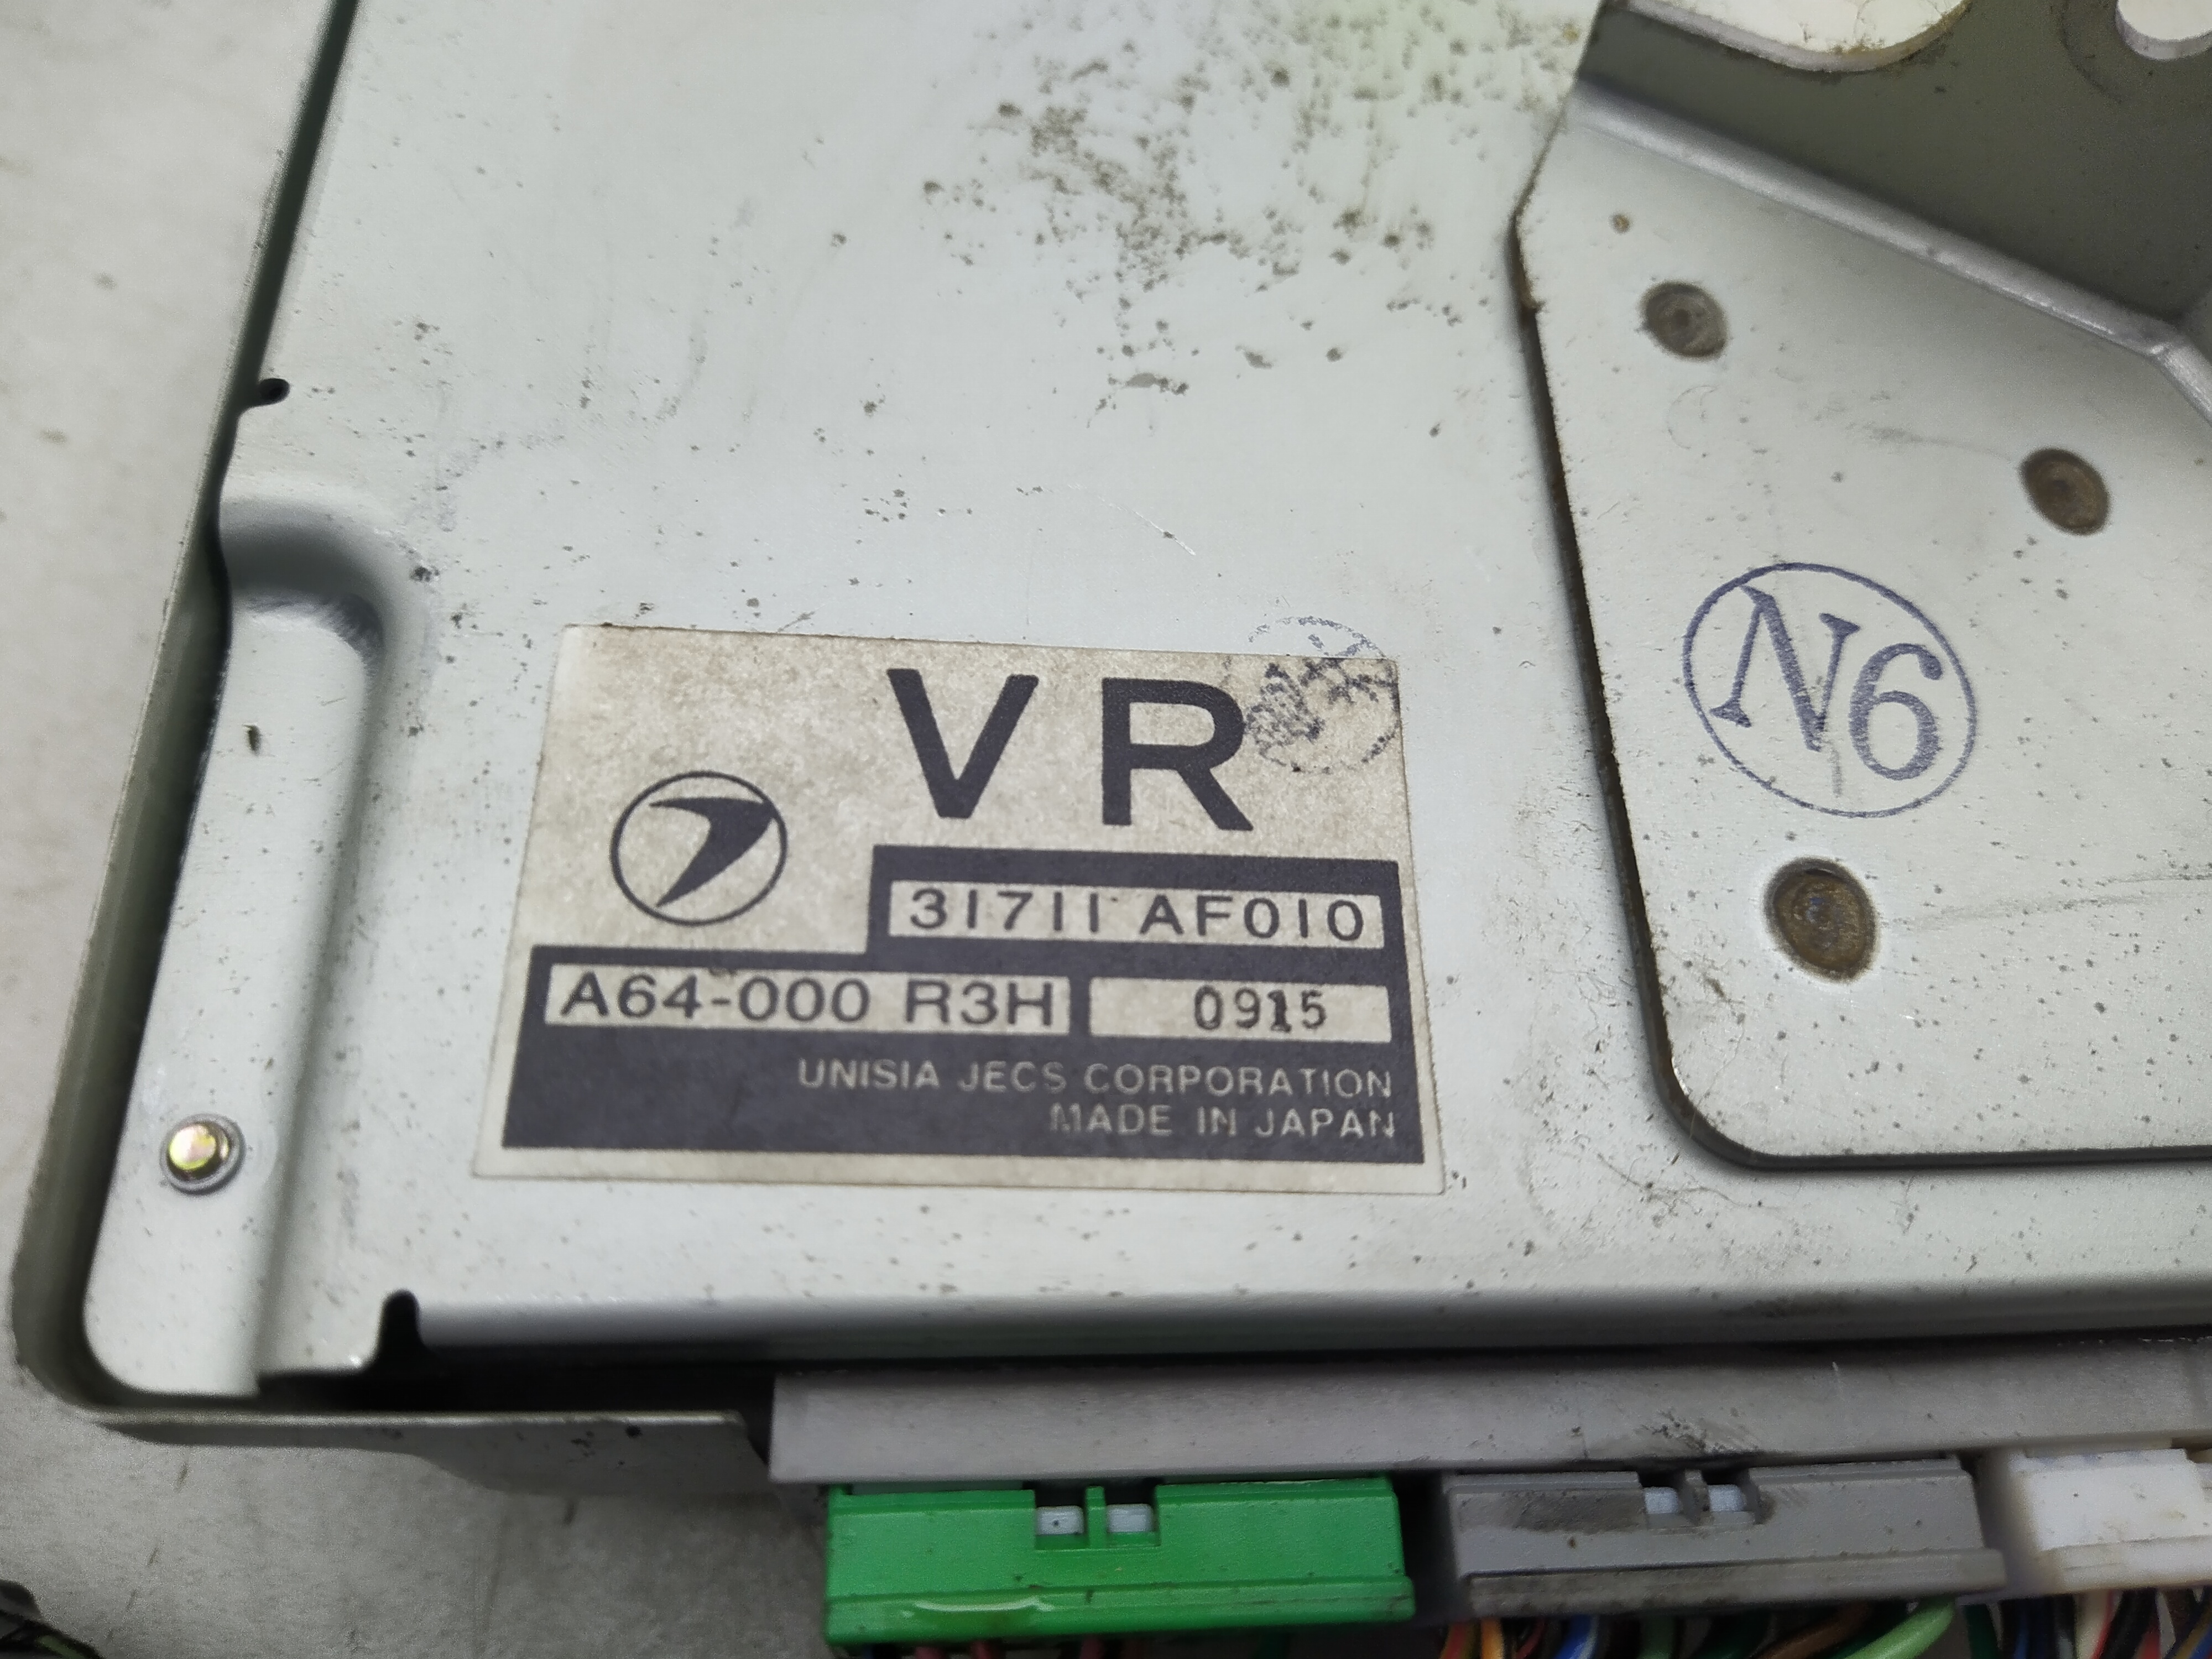 VR
31711 AF010
A64-000 R3H 0915
UNISIA JECS CORPORATION
MADE IN JAPAN
N6